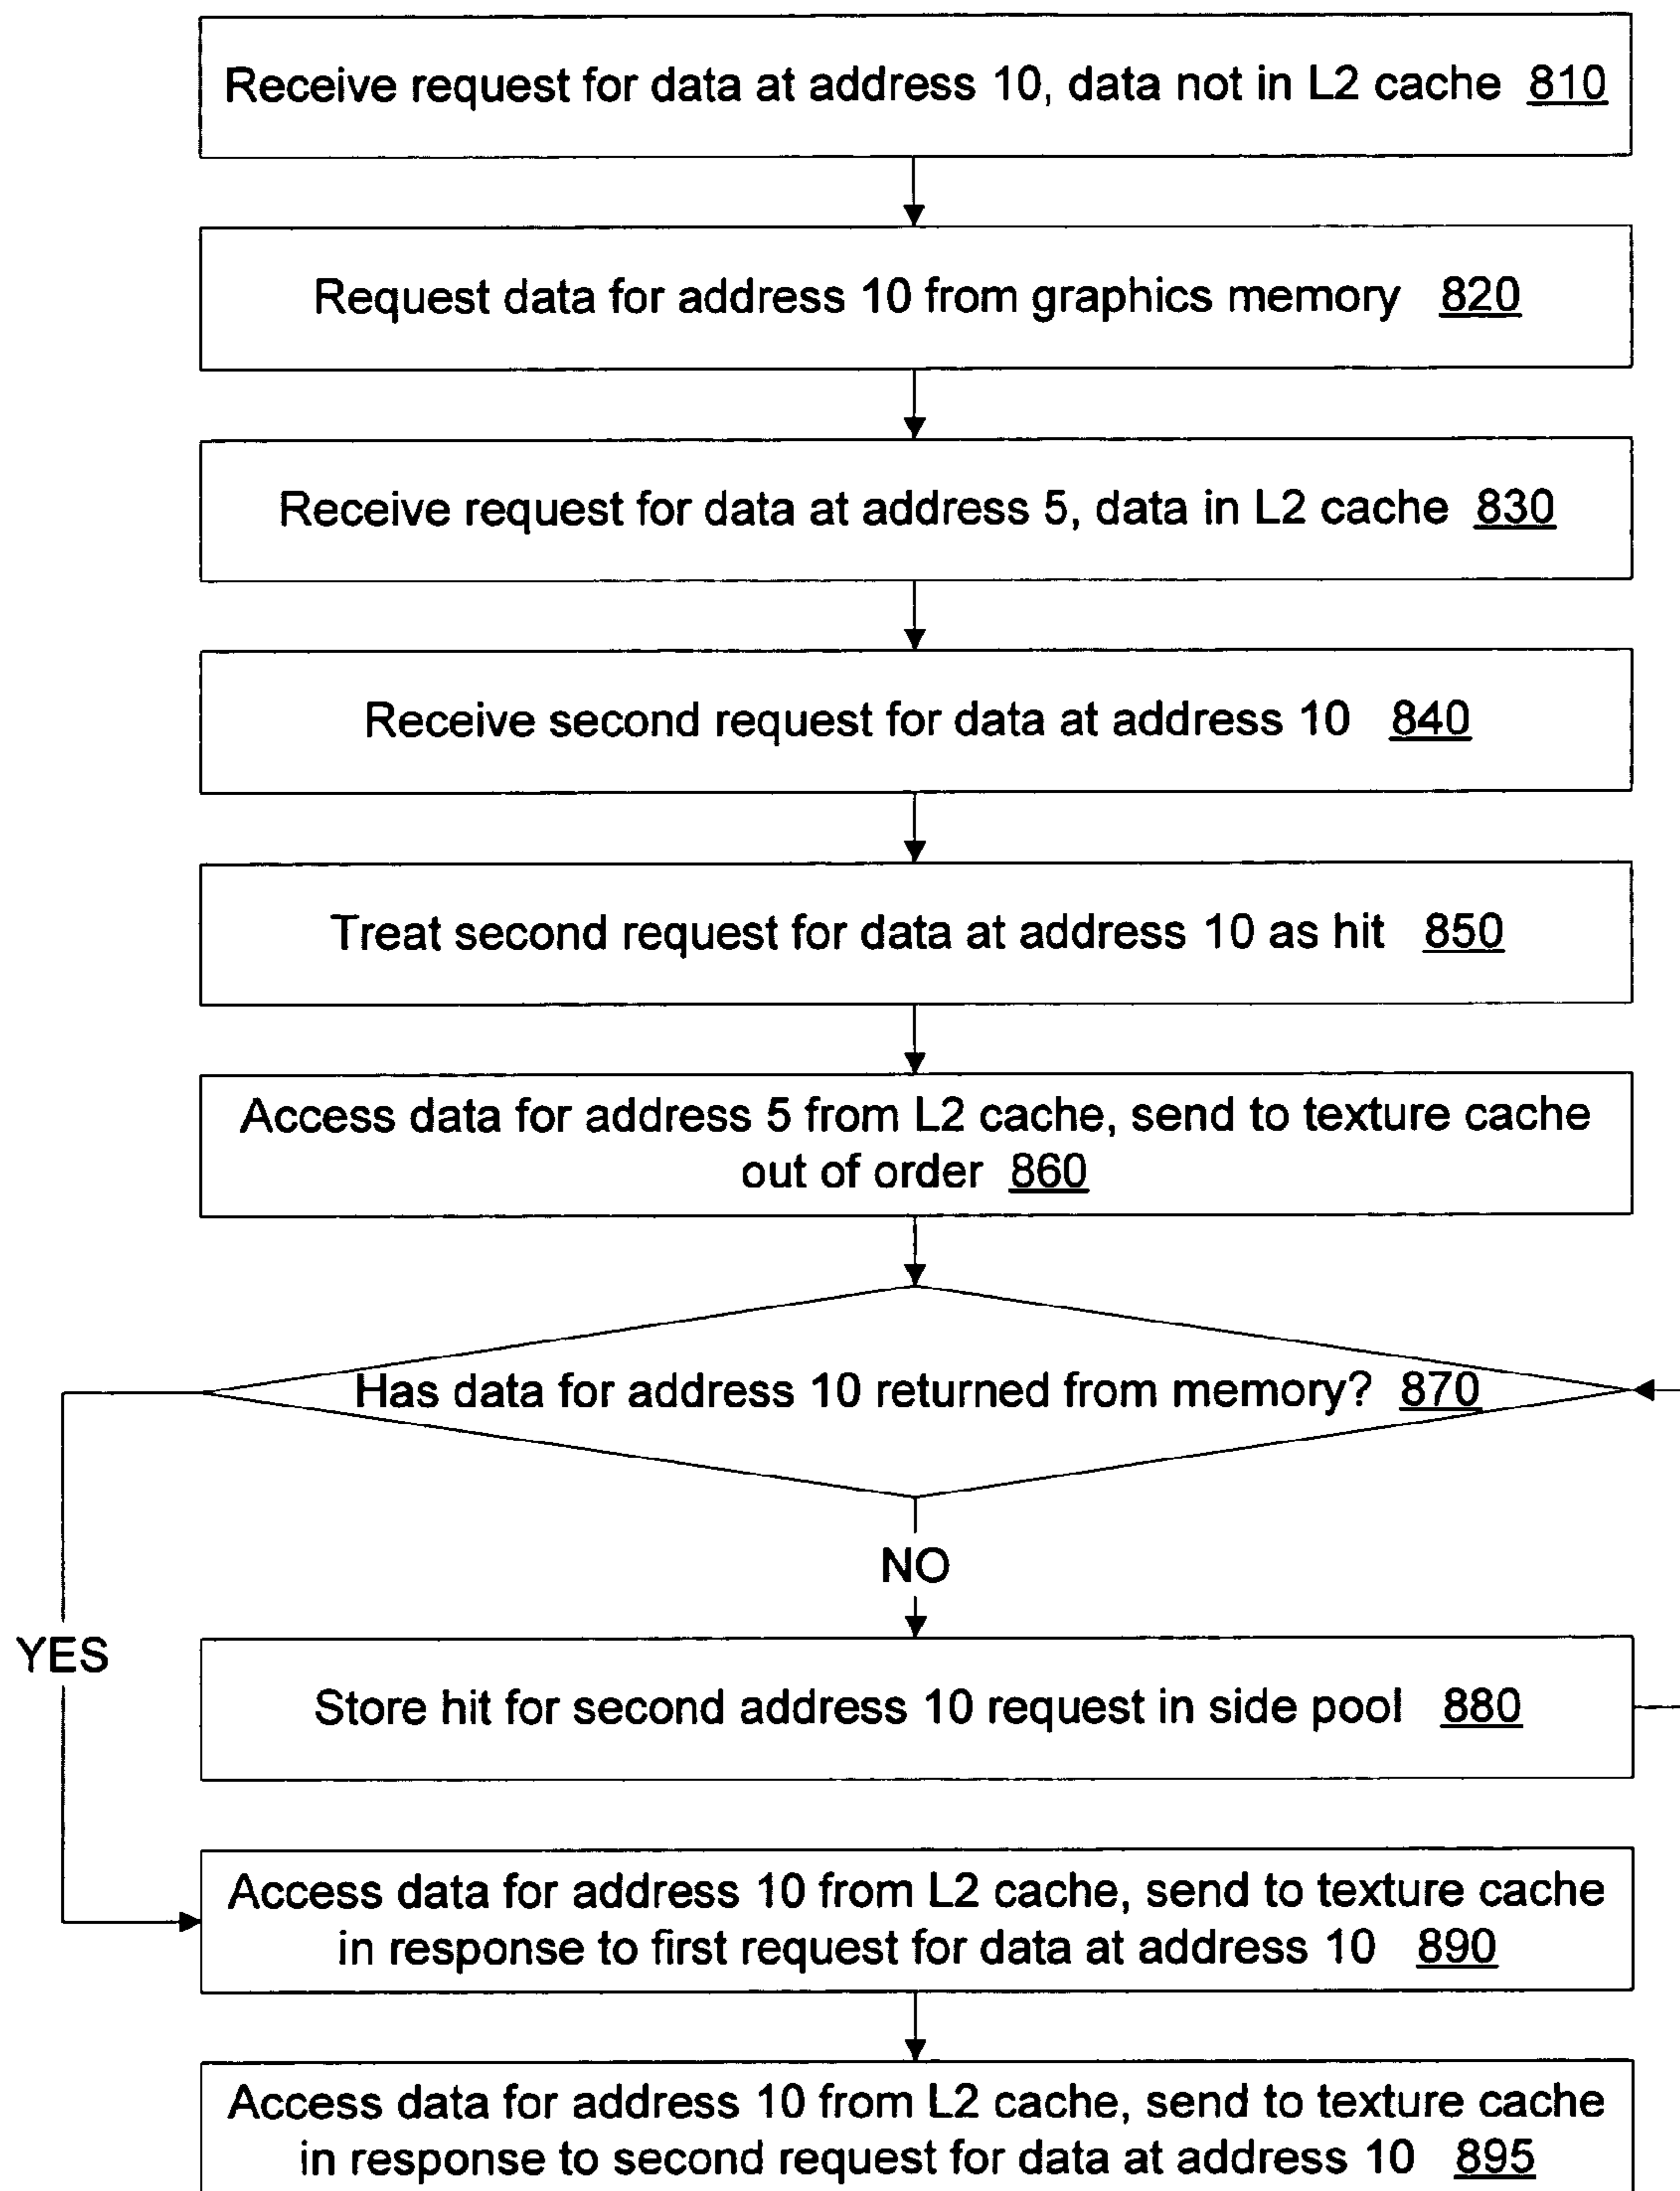 Receive request for data at address 10, data not in L2 cache 810
Request data for address 10 from graphics memory 820
Receive request for data at address 5, data in L2 cache 830
Receive second request for data at address 10 840
Treat second request for data at address 10 as hit 850
Access data for address 5 from L2 cache, send to texture cache
out of order 860
Has data for address 10 returned from memory? 870
NO
YES
Store hit for second address 10 request in side pool 880
Access data for address 10 from L2 cache, send to texture cache
in response to first request for data at address 10 890
Access data for address 10 from L2 cache, send to texture cache
in response to second request for data at address 10 895